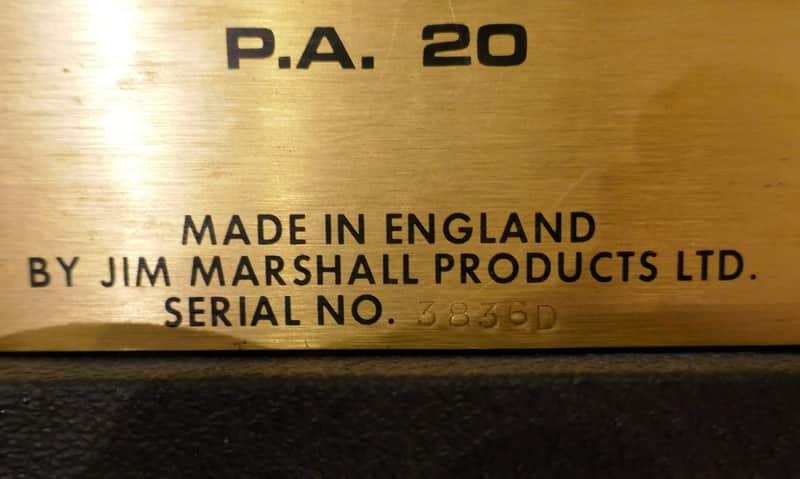 P.A. 20
MADE IN ENGLAND
BY JIM MARSHALL PRODUCTS LTD.
SERIAL NO. 3836D